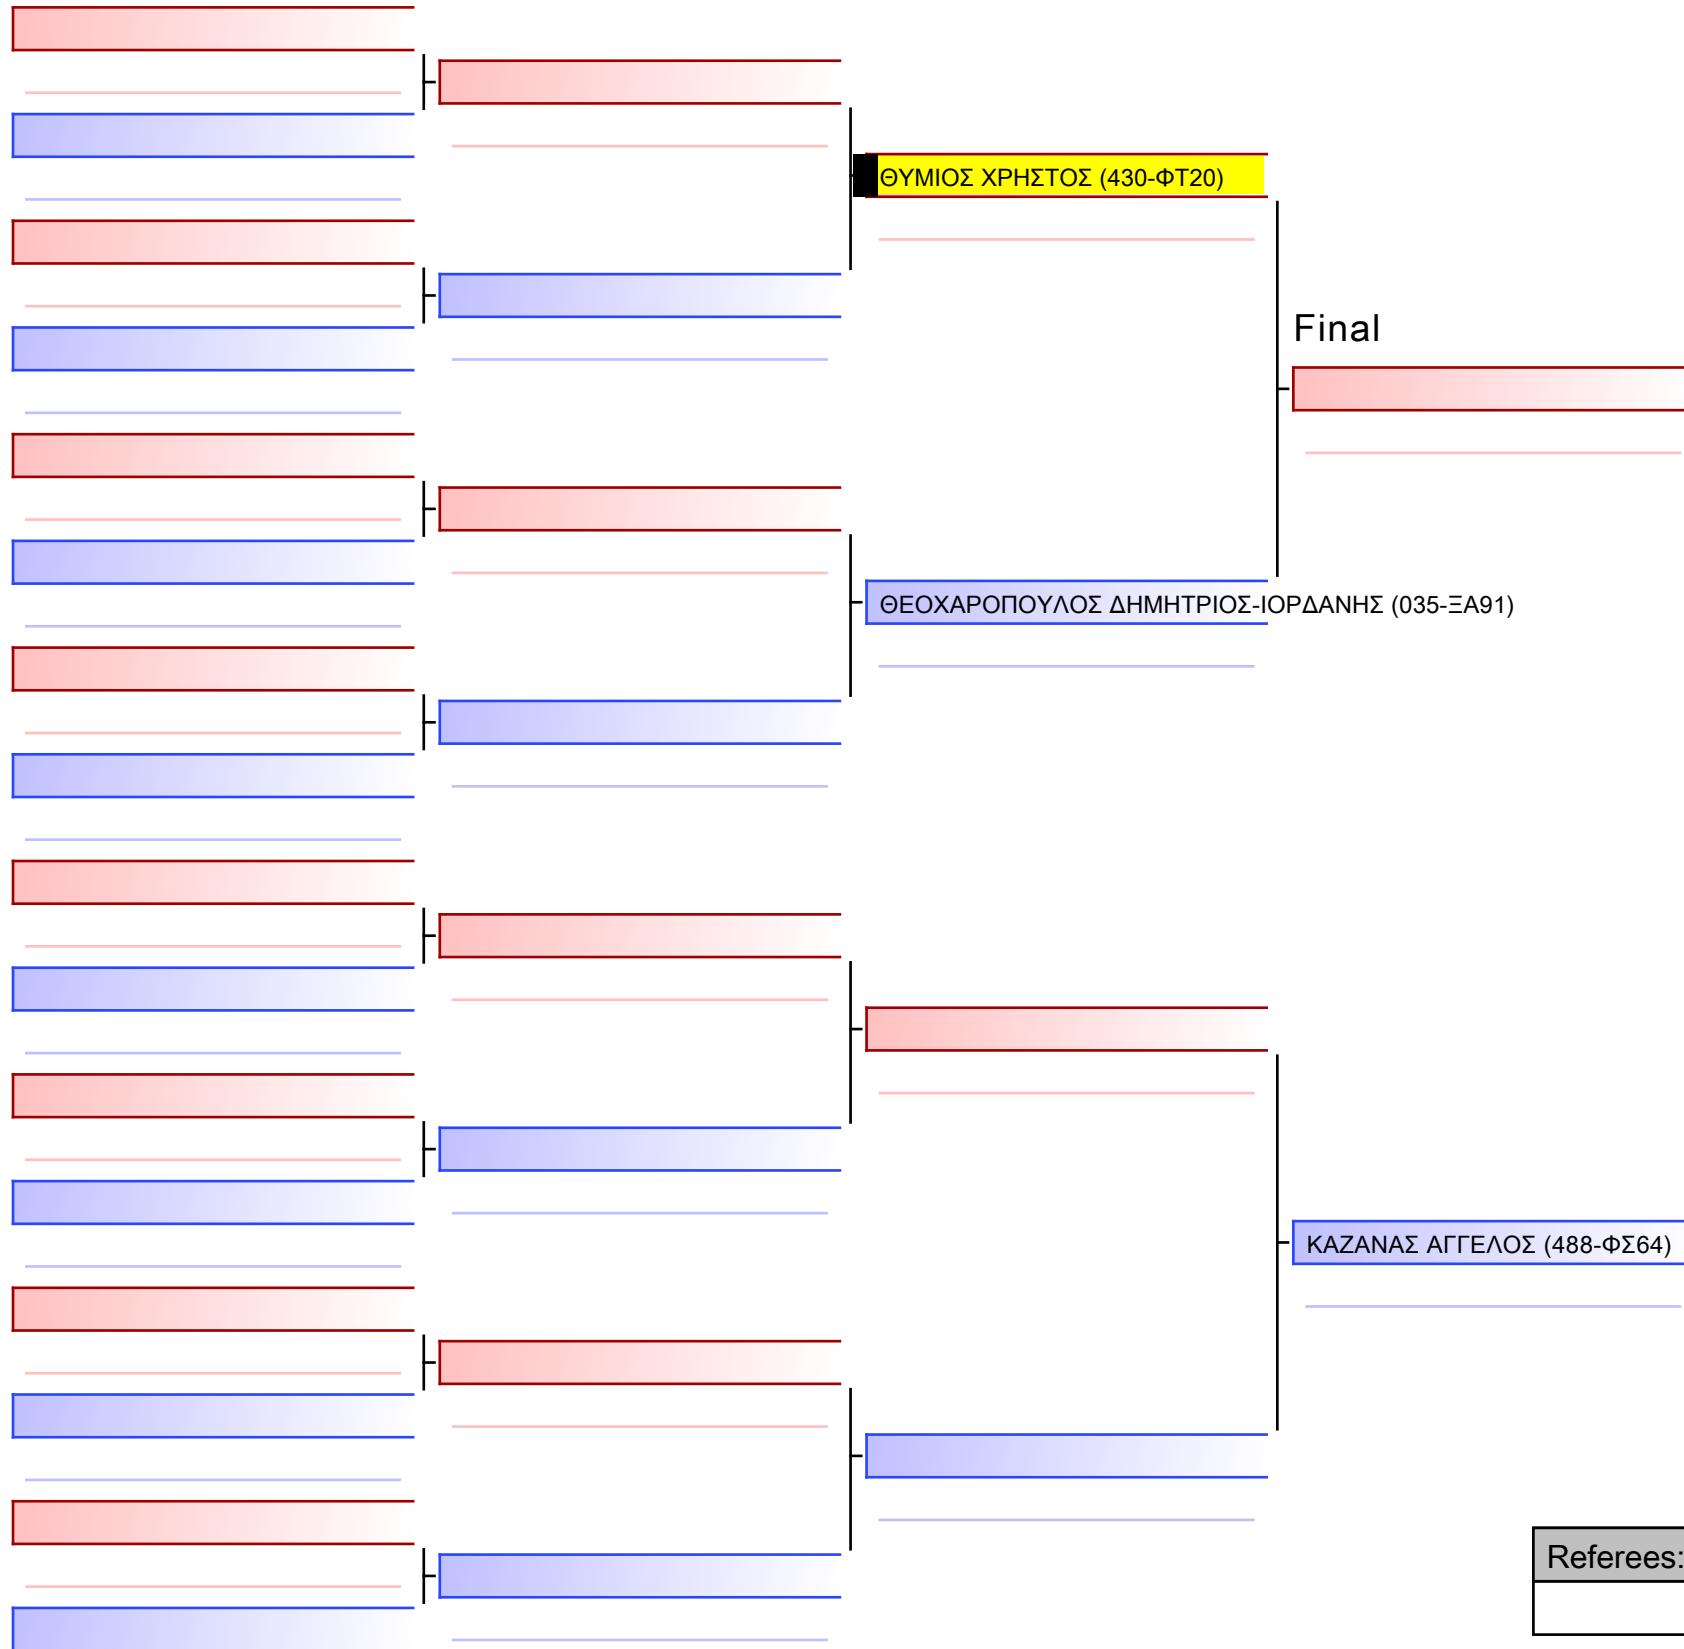 ΘΥΜΙΟΣ ΧΡΗΣΤΟΣ (430-ΦΤ20)
Final
ΘΕΟΧΑΡΟΠΟΥΛΟΣ ΔΗΜΗΤΡΙΟΣ-ΙΟΡΔΑΝΗΣ (035-ΞΑ91)
ΚΑΖΑΝΑΣ ΑΓΓΕΛΟΣ (488-ΦΣ64)
Referees: